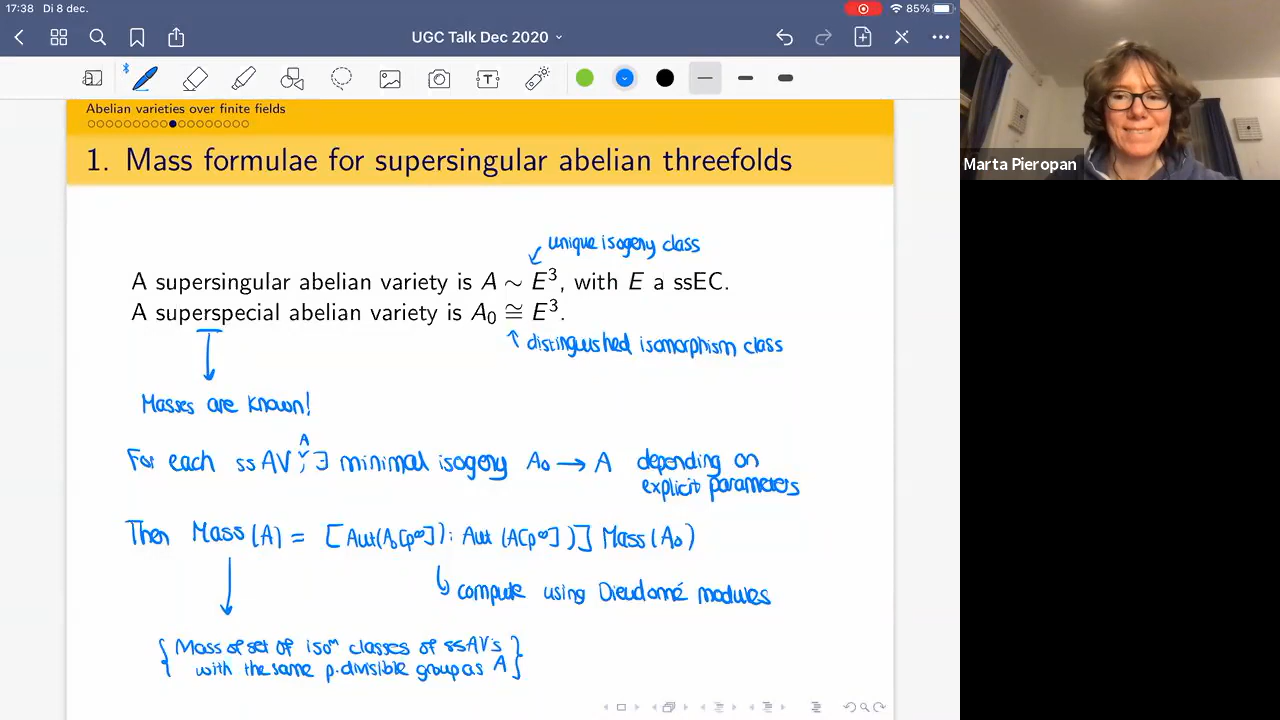 17:38 Di 8 dec.
85%
UGC Talk Dec 2020
Abelian varieties over finite fields
1. Mass formulae for supersingular abelian threefolds
unique isogeny class
A supersingular abelian variety is A ∼ E³, with E a ssEC.
A superspecial abelian variety is A₀ ≅ E³.
distinguished isomorphism class
Masses are known!
For each ssAV A, ∃ minimal isogeny A₀ → A depending on
explicit parameters
Then Mass(A) = [Aut(A₀[p^∞]) : Aut(A[p^∞])] Mass(A₀)
compute using Dieudonné modules
{Mass of set of isoᵐ classes of ssAV's
with the same p-divisible group as A}
Marta Pieropan